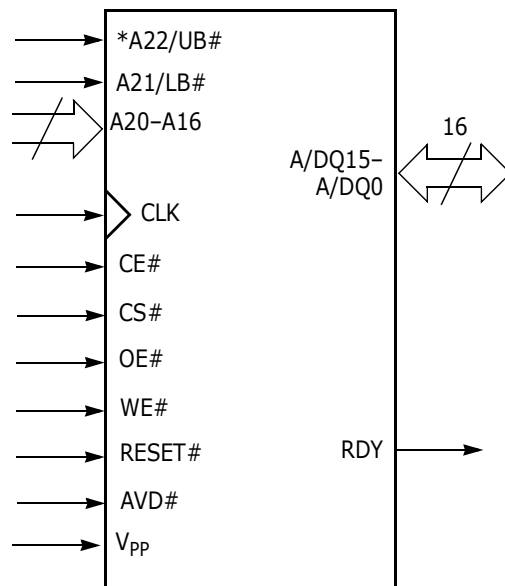 *A22/UB#
A21/LB#
A20–A16
16
A/DQ15–
A/DQ0
CLK
CE#
CS#
OE#
WE#
RESET#
RDY
AVD#
VPP